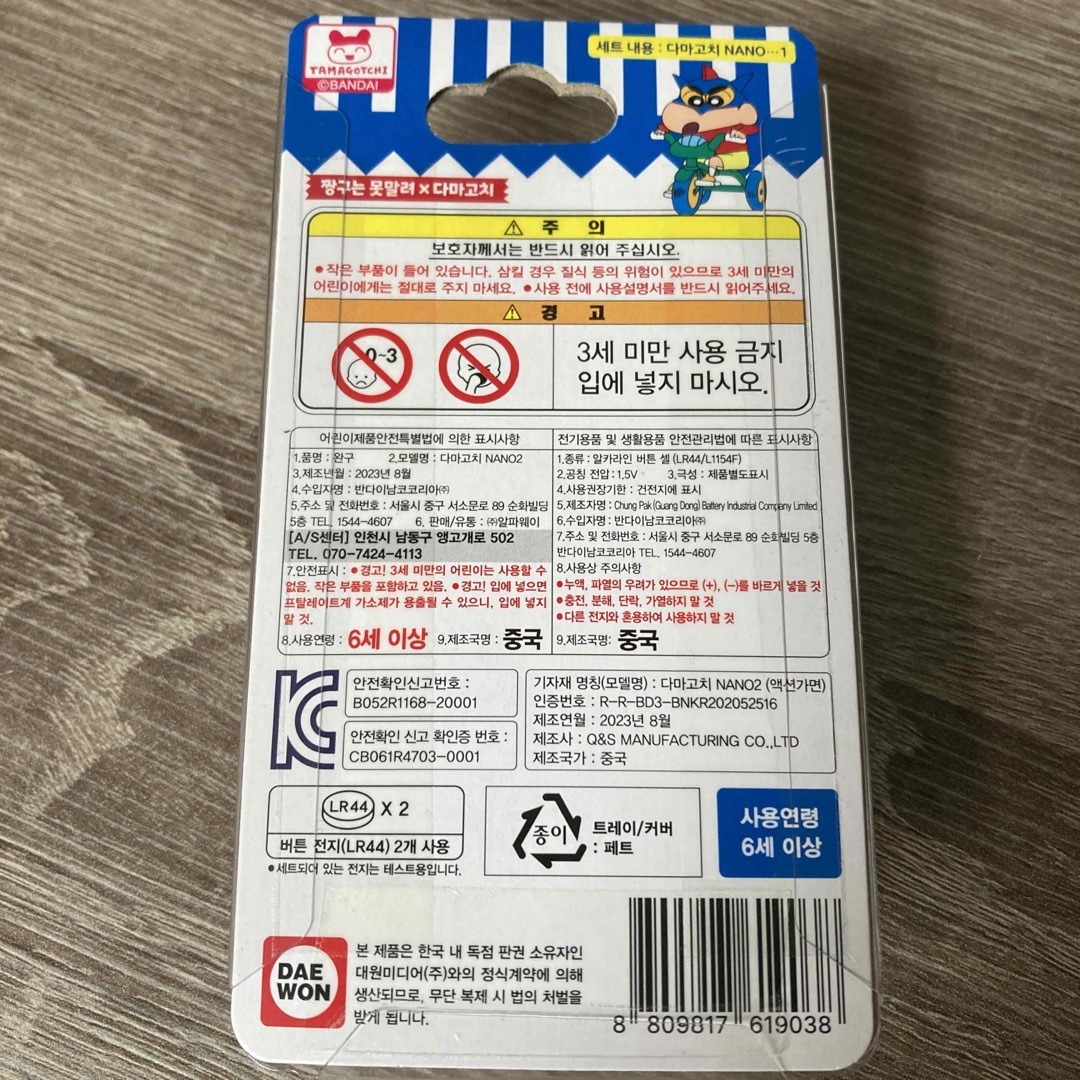 TAMAGOTCHI
©BANDAI
세트 내용 : 다마고치 NANO…1
짱구는 못말려 × 다마고치
⚠ 주 의
보호자께서는 반드시 읽어 주십시오.
●작은 부품이 들어 있습니다. 삼킬 경우 질식 등의 위험이 있으므로 3세 미만의
어린이에게는 절대로 주지 마세요. ●사용 전에 사용설명서를 반드시 읽어주세요.
⚠ 경 고
0~3
3세 미만 사용 금지
입에 넣지 마시오.
어린이제품안전특별법에 의한 표시사항
1.품명 : 완구 2.모델명 : 다마고치 NANO2
3.제조년월 : 2023년 8월
4.수입자명 : 반다이남코코리아㈜
5.주소 및 전화번호 : 서울시 중구 서소문로 89 순화빌딩
5층 TEL. 1544-4607 6. 판매/유통 : ㈜알파웨이
[A/S센터] 인천시 남동구 앵고개로 502
TEL. 070-7424-4113
7.안전표시 : ●경고! 3세 미만의 어린이는 사용할 수
없음. 작은 부품을 포함하고 있음. ●경고! 입에 넣으면
프탈레이트계 가소제가 용출될 수 있으니, 입에 넣지
말 것.
8.사용연령 : 6세 이상 9.제조국명 : 중국
전기용품 및 생활용품 안전관리법에 따른 표시사항
1.종류 : 알카라인 버튼 셀 (LR44/L1154F)
2.공칭 전압 : 1.5V 3.극성 : 제품별도표시
4.사용권장기한 : 건전지에 표시
5.제조자명 : Chung Pak (Guang Dong) Battery Industrial Company Limited
6.수입자명 : 반다이남코코리아㈜
7.주소 및 전화번호 : 서울시 중구 서소문로 89 순화빌딩 5층
반다이남코코리아 TEL. 1544-4607
8.사용상 주의사항
●누액, 파열의 우려가 있으므로 (+), (−)를 바르게 넣을 것
●충전, 분해, 단락, 가열하지 말 것
●다른 전지와 혼용하여 사용하지 말 것
9.제조국명: 중국
KC
안전확인신고번호 :
B052R1168-20001
안전확인 신고 확인증 번호 :
CB061R4703-0001
기자재 명칭(모델명) : 다마고치 NANO2 (액션가면)
인증번호 : R-R-BD3-BNKR202052516
제조연월 : 2023년 8월
제조사 : Q&S MANUFACTURING CO.,LTD
제조국가 : 중국
LR44 X 2
버튼 전지(LR44) 2개 사용
●세트되어 있는 전지는 테스트용입니다.
종이
트레이/커버
: 페트
사용연령
6세 이상
DAE
WON
본 제품은 한국 내 독점 판권 소유자인
대원미디어(주)와의 정식계약에 의해
생산되므로, 무단 복제 시 법의 처벌을
받게 됩니다.
8 809817 619038